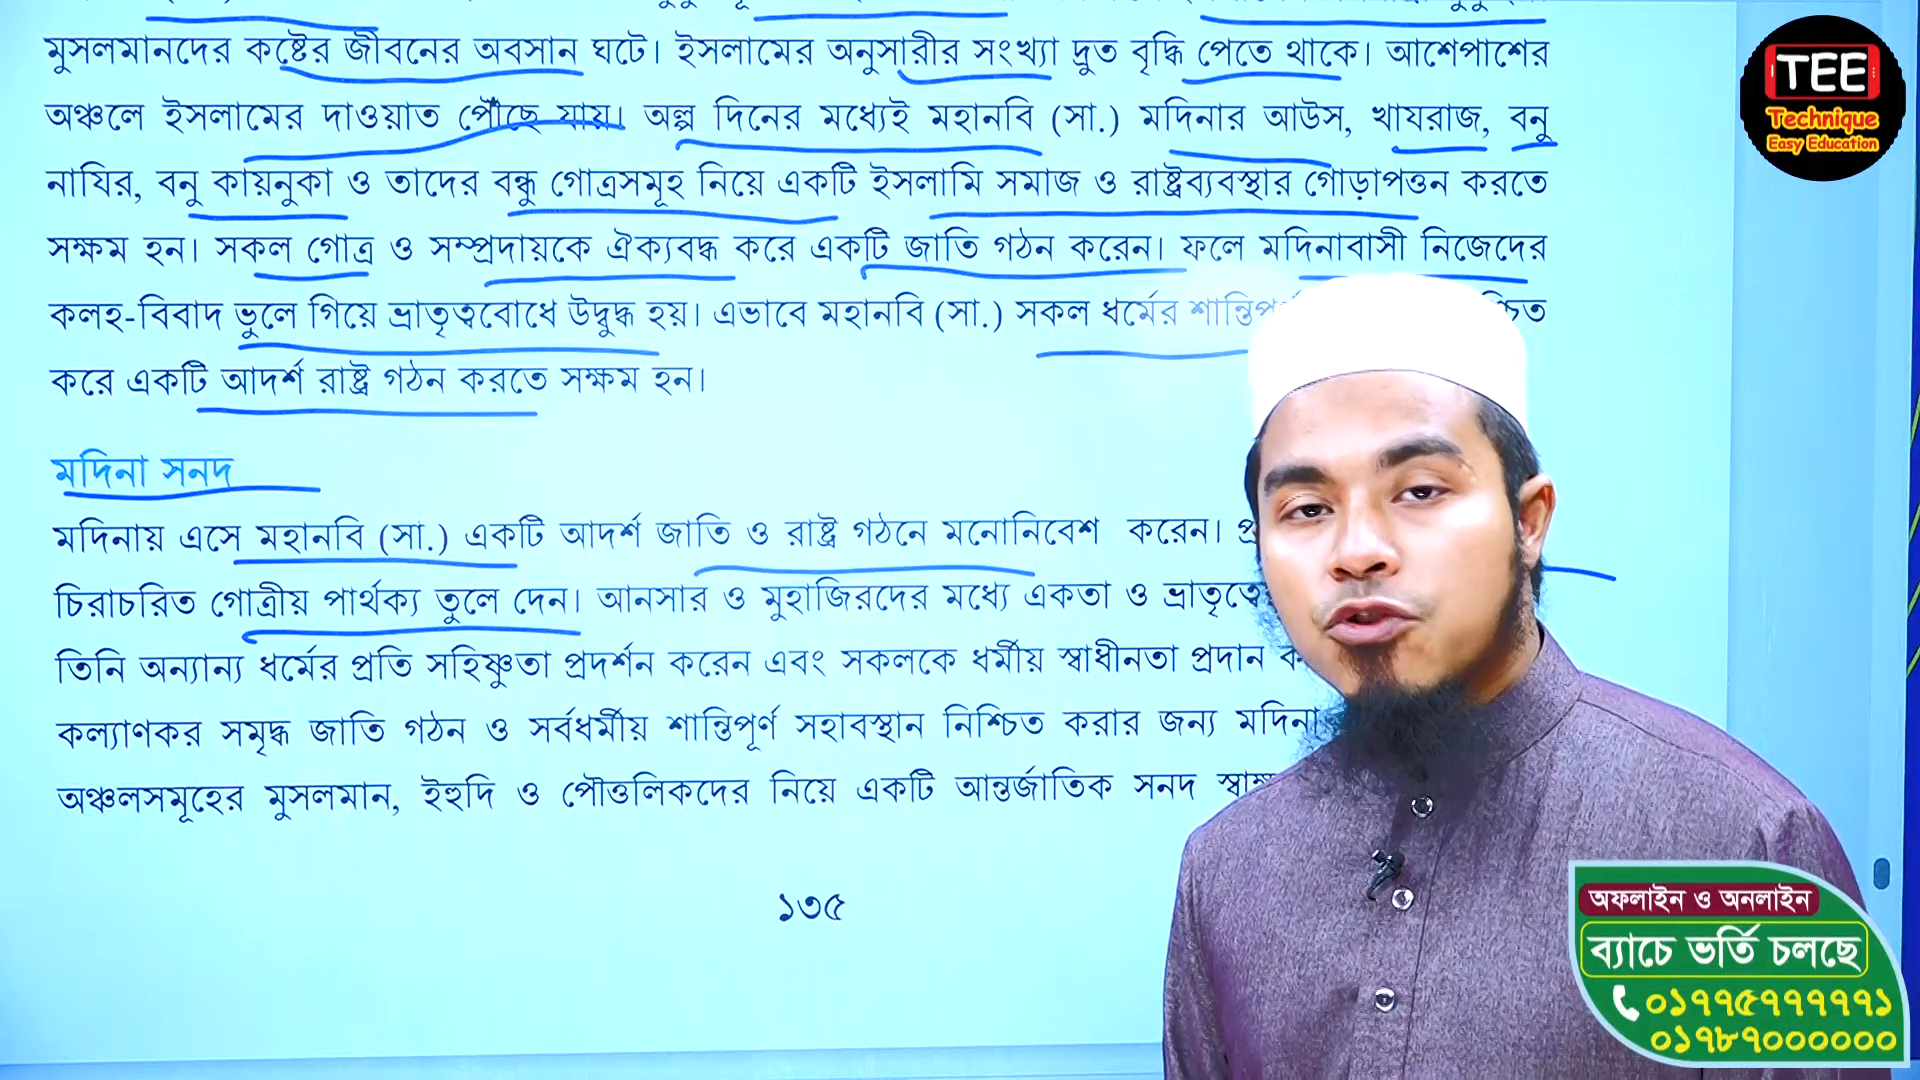 মুসলমানদের কষ্টের জীবনের অবসান ঘটে। ইসলামের অনুসারীর সংখ্যা দ্রুত বৃদ্ধি পেতে থাকে। আশেপাশের
অঞ্চলে ইসলামের দাওয়াত পৌঁছে যায়। অল্প দিনের মধ্যেই মহানবি (সা.) মদিনার আউস, খাযরাজ, বনু
নাযির, বনু কায়নুকা ও তাদের বন্ধু গোত্রসমূহ নিয়ে একটি ইসলামি সমাজ ও রাষ্ট্রব্যবস্থার গোড়াপত্তন করতে
সক্ষম হন। সকল গোত্র ও সম্প্রদায়কে ঐক্যবদ্ধ করে একটি জাতি গঠন করেন। ফলে মদিনাবাসী নিজেদের
কলহ-বিবাদ ভুলে গিয়ে ভ্রাতৃত্ববোধে উদ্বুদ্ধ হয়। এভাবে মহানবি (সা.) সকল ধর্মের
করে একটি আদর্শ রাষ্ট্র গঠন করতে সক্ষম হন।
মদিনা সনদ
মদিনায় এসে মহানবি (সা.) একটি আদর্শ জাতি ও রাষ্ট্র গঠনে মনোনিবেশ করেন।
চিরাচরিত গোত্রীয় পার্থক্য তুলে দেন। আনসার ও মুহাজিরদের মধ্যে একতা ও
তিনি অন্যান্য ধর্মের প্রতি সহিষ্ণুতা প্রদর্শন করেন এবং সকলকে ধর্মীয় স্বাধীনতা প্রদান
কল্যাণকর সমৃদ্ধ জাতি গঠন ও সর্বধর্মীয় শান্তিপূর্ণ সহাবস্থান নিশ্চিত করার জন্য মদিনা
অঞ্চলসমূহের মুসলমান, ইহুদি ও পৌত্তলিকদের নিয়ে একটি আন্তর্জাতিক সনদ
১৩৫
TEE
Technique
Easy Education
অফলাইন ও অনলাইন
ব্যাচে ভর্তি চলছে
০১৭৭৫৭৭৭৭৭১
০১৭৮৭০০০০০০